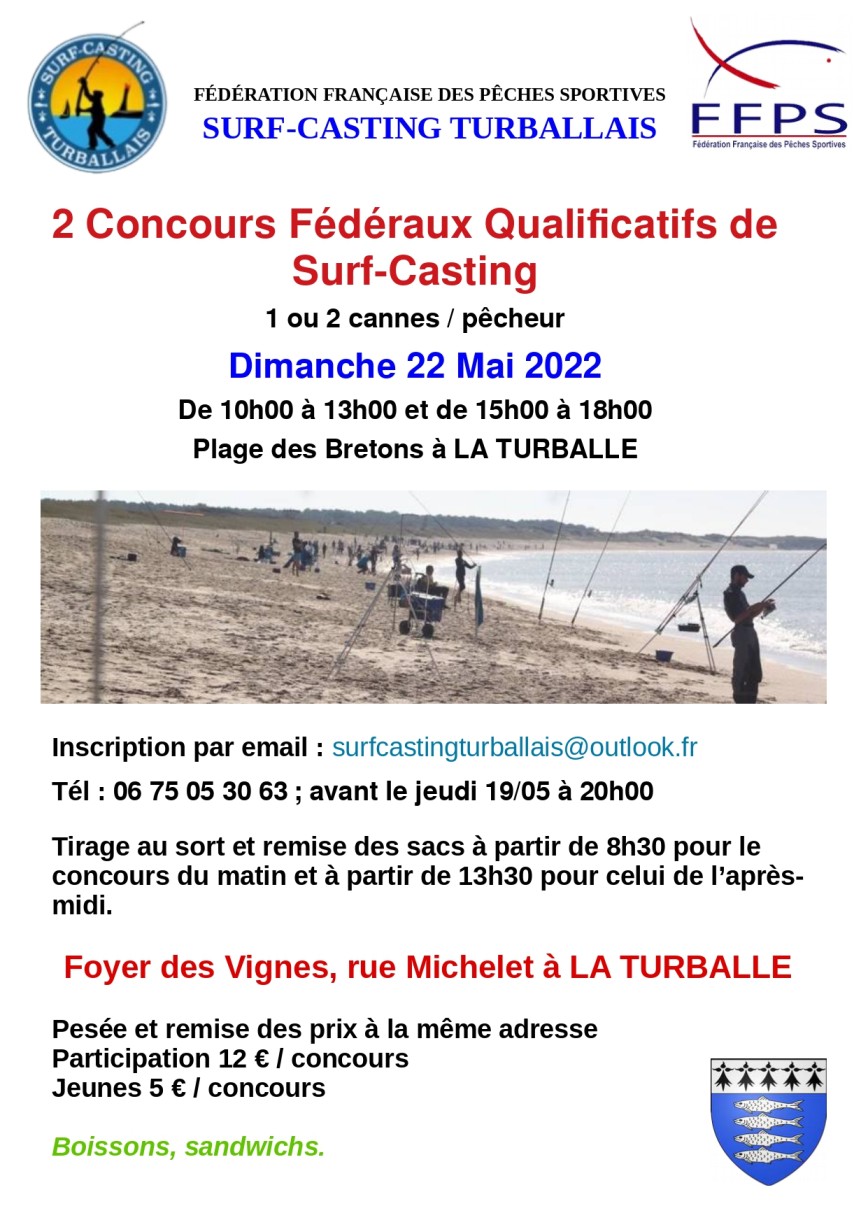 SURF-CASTING
TURBALLAIS
FÉDÉRATION FRANÇAISE DES PÊCHES SPORTIVES
SURF-CASTING TURBALLAIS
FFPS
Fédération Française des Pêches Sportives
2 Concours Fédéraux Qualificatifs de
Surf-Casting
1 ou 2 cannes / pêcheur
Dimanche 22 Mai 2022
De 10h00 à 13h00 et de 15h00 à 18h00
Plage des Bretons à LA TURBALLE
Inscription par email : surfcastingturballais@outlook.fr
Tél : 06 75 05 30 63 ; avant le jeudi 19/05 à 20h00
Tirage au sort et remise des sacs à partir de 8h30 pour le
concours du matin et à partir de 13h30 pour celui de l’après-
midi.
Foyer des Vignes, rue Michelet à LA TURBALLE
Pesée et remise des prix à la même adresse
Participation 12 € / concours
Jeunes 5 € / concours
Boissons, sandwichs.